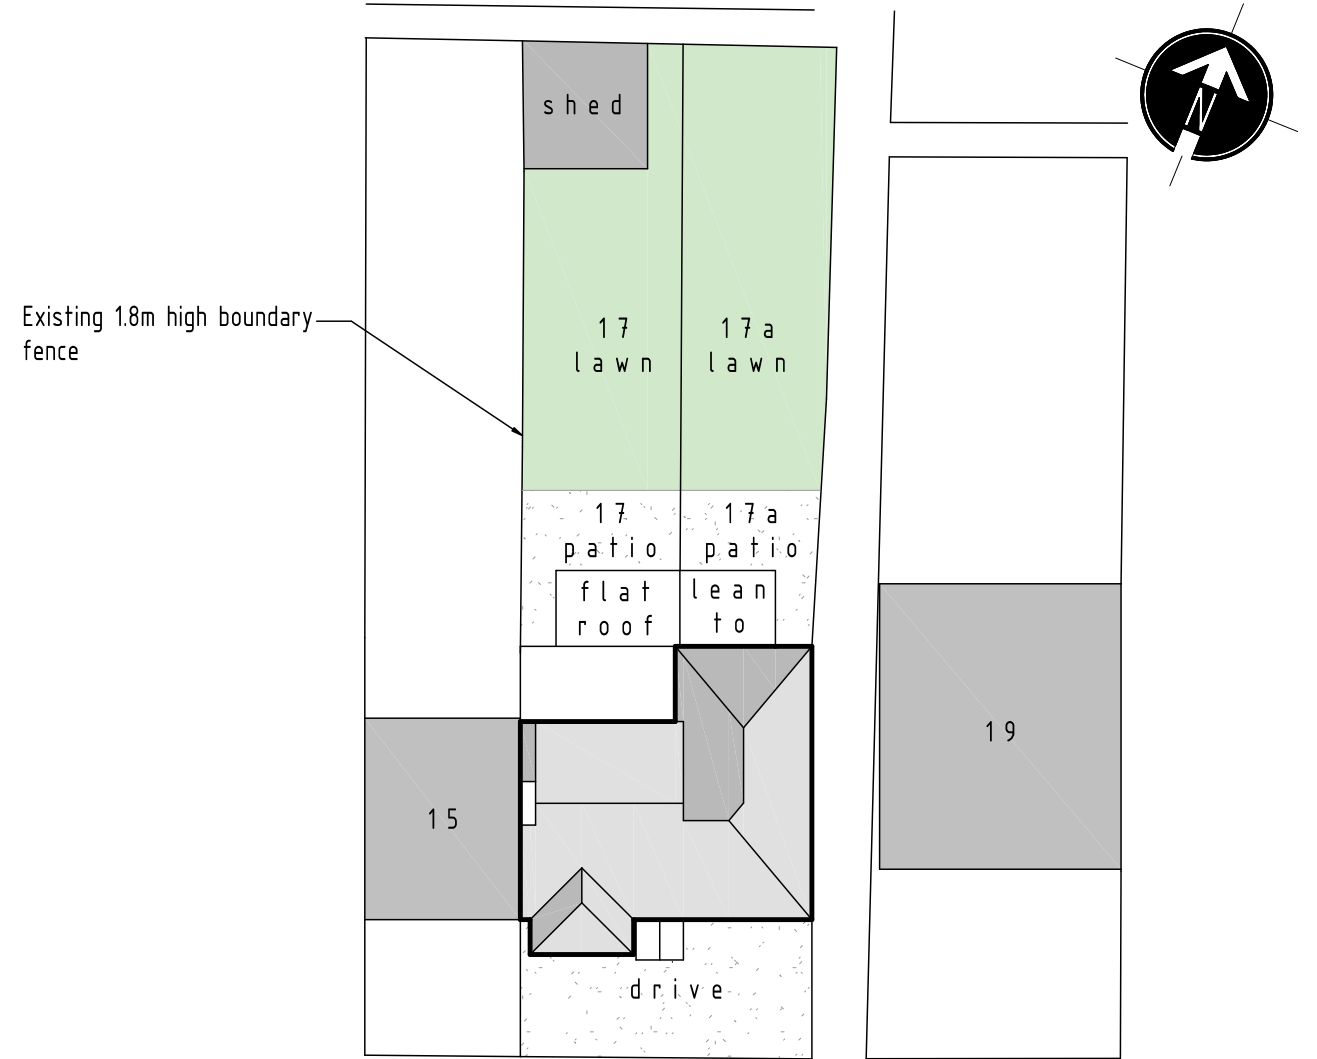 N
shed
Existing 1.8m high boundary
fence
17
lawn
17a
lawn
17
patio
17a
patio
flat
roof
lean
to
19
15
drive